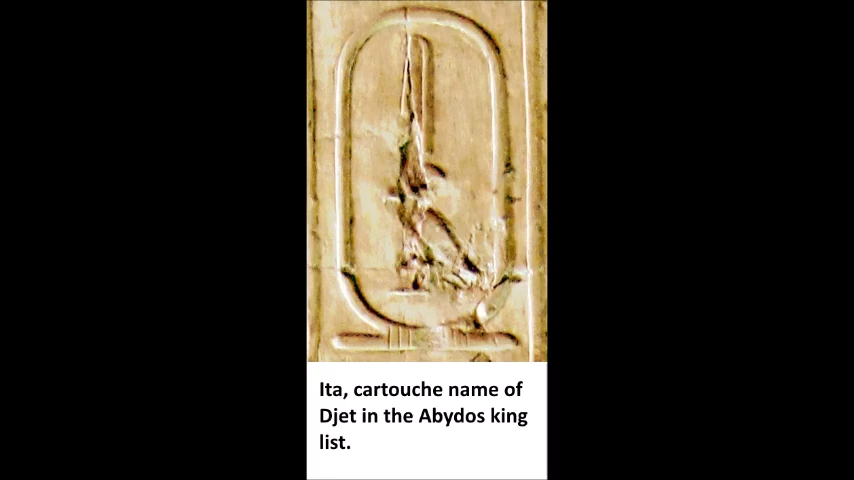 Ita, cartouche name of
Djet in the Abydos king
list.